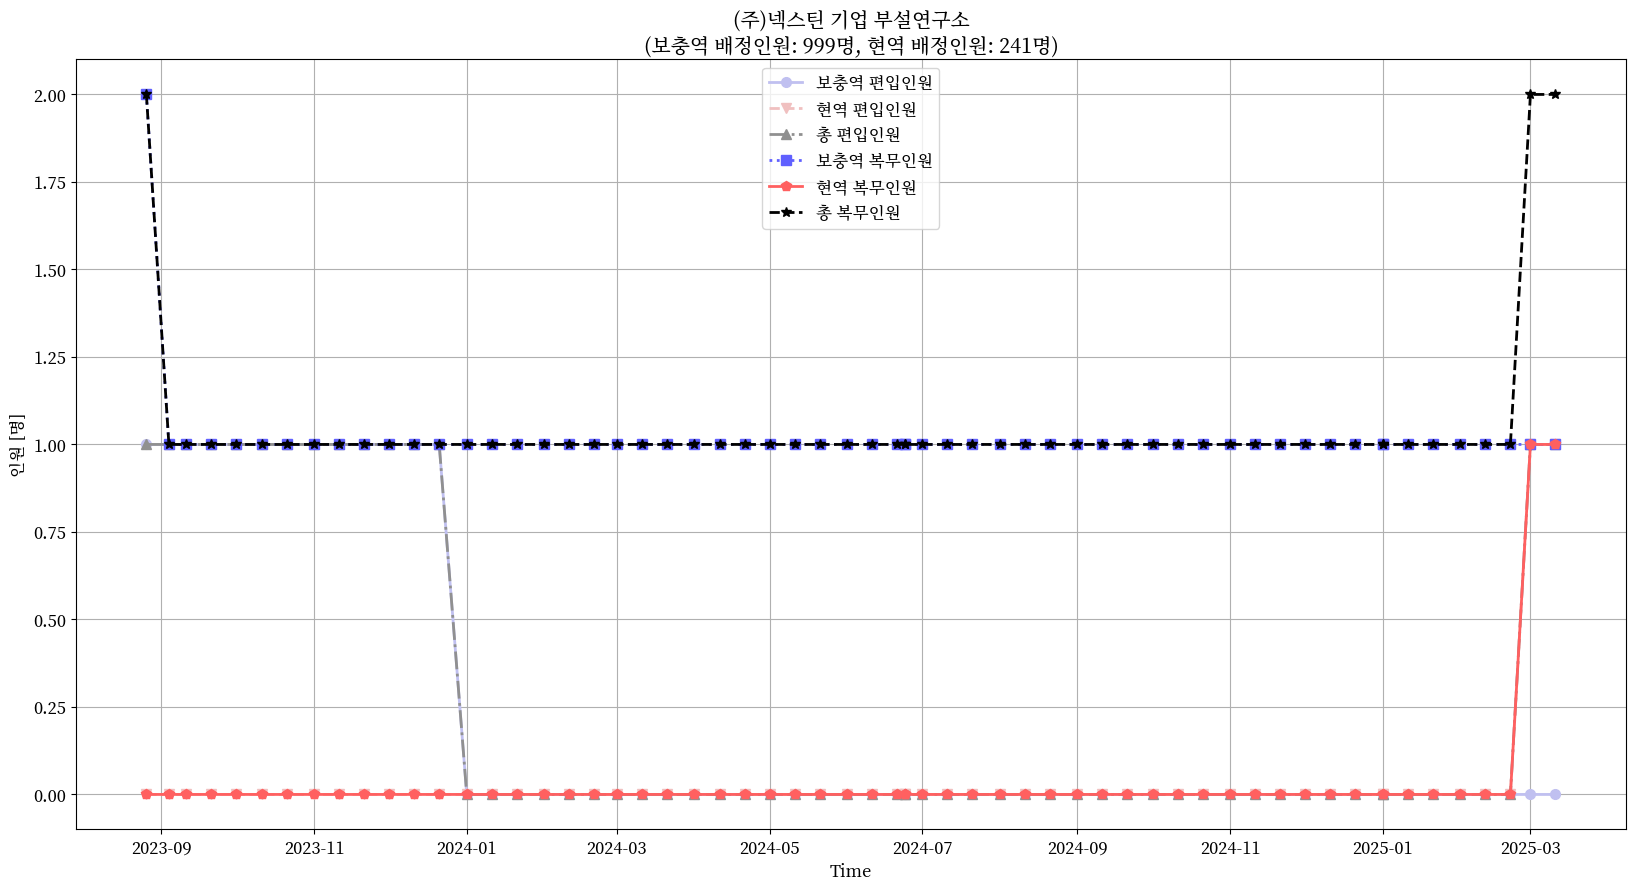 (주)넥스틴 기업 부설연구소
(보충역 배정인원: 999명, 현역 배정인원: 241명)
보충역 편입인원
현역 편입인원
총 편입인원
보충역 복무인원
현역 복무인원
총 복무인원
인원 [명]
2.00
1.75
1.50
1.25
1.00
0.75
0.50
0.25
0.00
2023-09
2023-11
2024-01
2024-03
2024-05
2024-07
2024-09
2024-11
2025-01
2025-03
Time